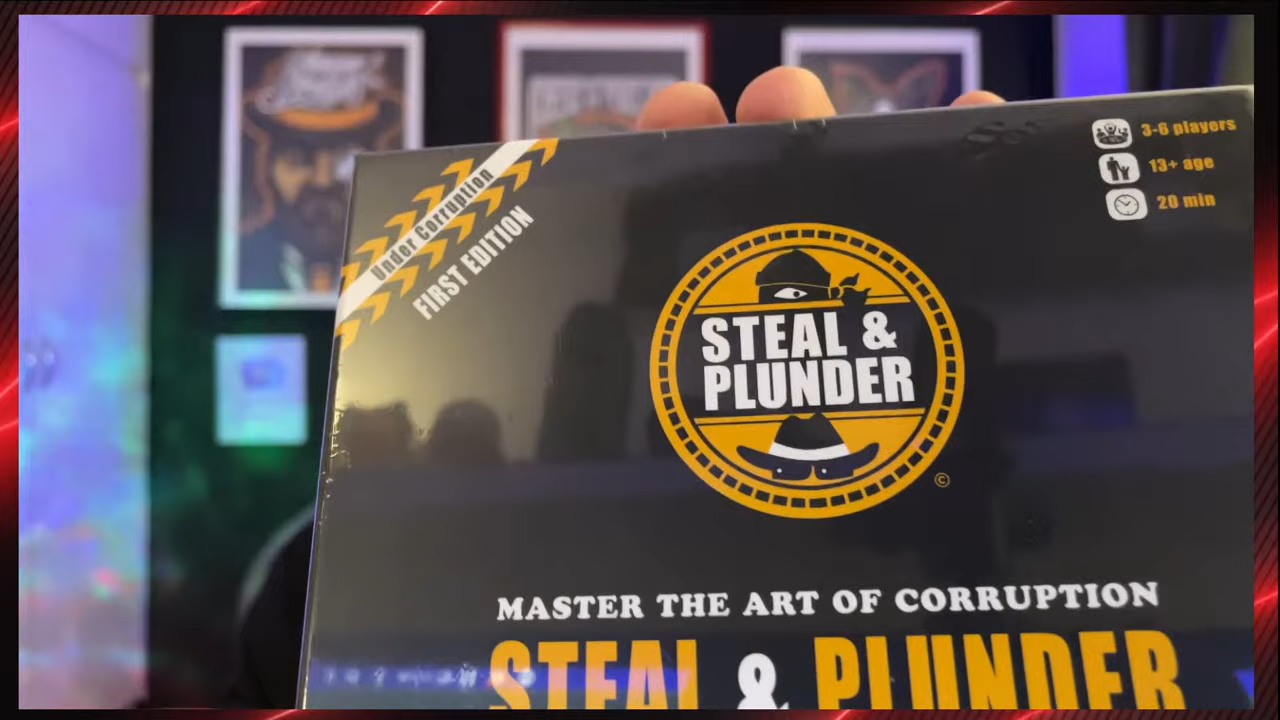 Under Corruption
FIRST EDITION
3-6 players
13+ age
20 min
STEAL &
PLUNDER
©
MASTER THE ART OF CORRUPTION
STEAL & PLUNDER